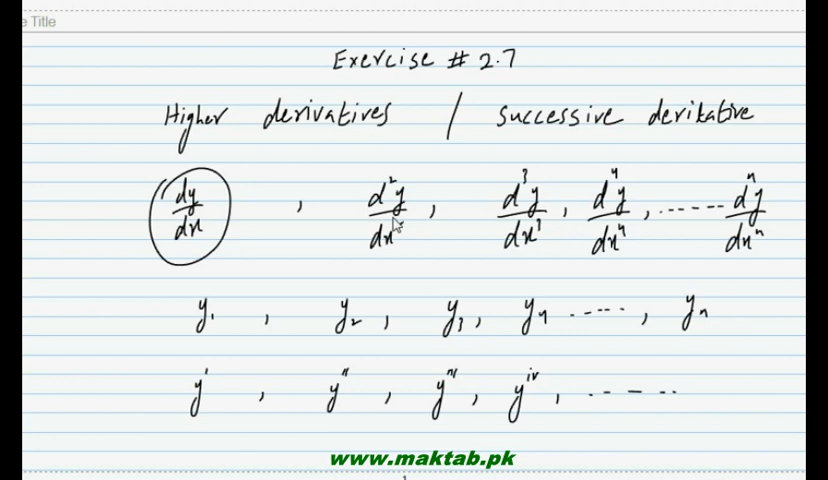 e Title
Exercise # 2.7
Higher derivatives / successive derivative
dy/dx , d²y/dx² , d³y/dx³ , d⁴y/dx⁴ , ...... dⁿy/dxⁿ
y₁ , y₂ , y₃ , y₄ ...... , yₙ
y' , y'' , y''' , yⁱᵛ , ......
www.maktab.pk
1